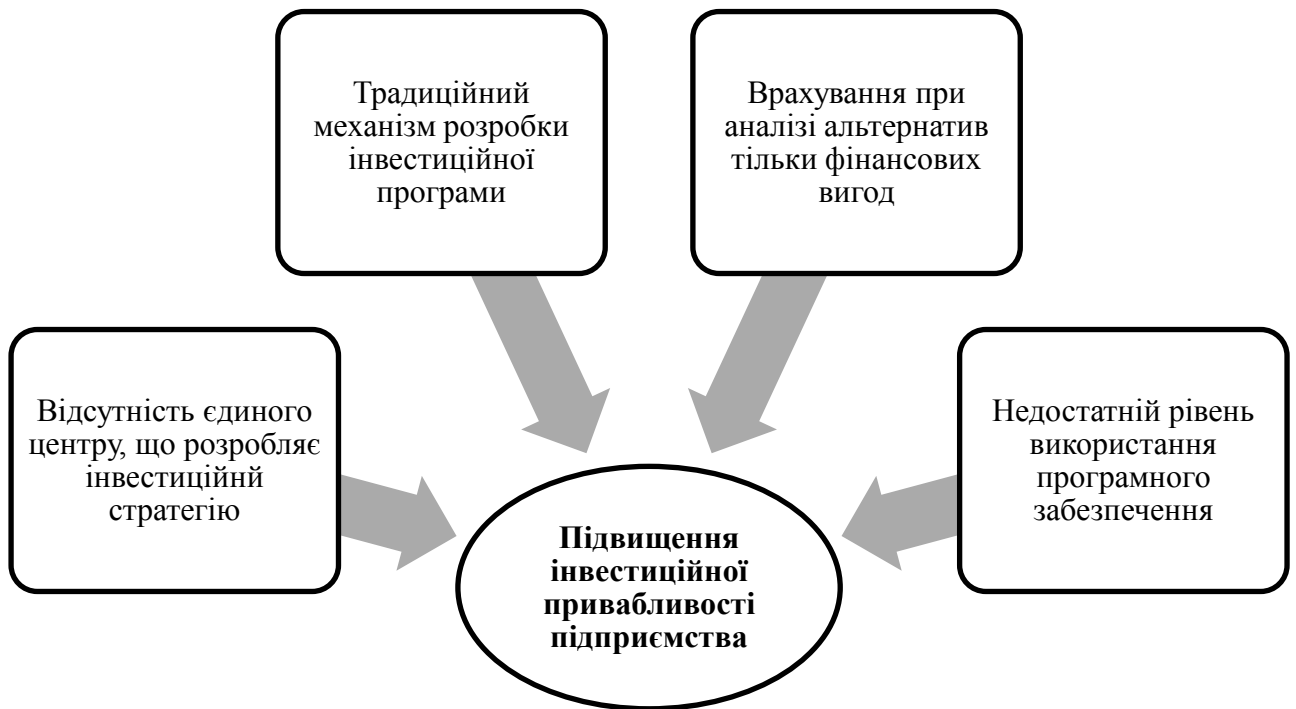 Традиційний
механізм розробки
інвестиційної
програми
Врахування при
аналізі альтернатив
тільки фінансових
вигод
Відсутність єдиного
центру, що розробляє
інвестиційни
стратегію
Недостатній рівень
використання
програмного
забезпечення
Підвищення
інвестиційної
привабливості
підприємства